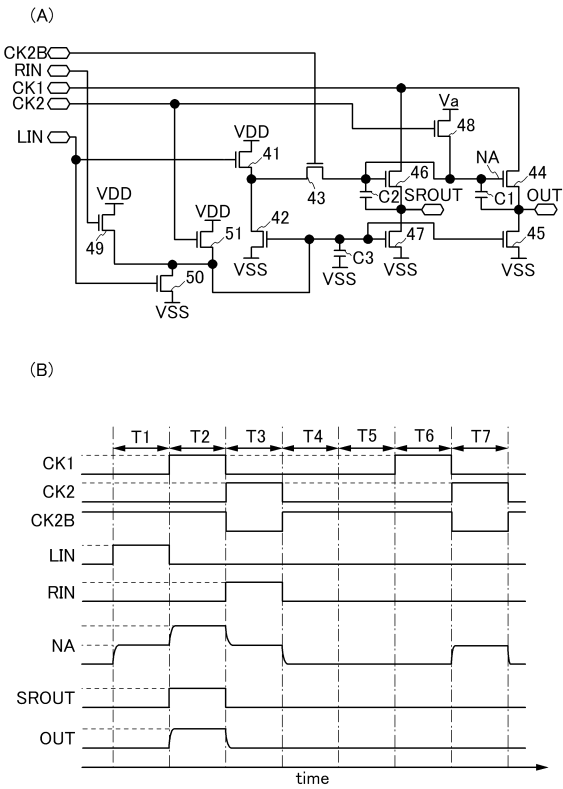 (A)
CK2B
RIN
CK1
CK2
LIN
VDD
41
43
Va
48
46
NA
44
C2
SROUT
C1
OUT
VDD
49
VDD
51
42
VSS
C3
VSS
47
VSS
45
VSS
50
VSS
(B)
T1 T2 T3 T4 T5 T6 T7
CK1
CK2
CK2B
LIN
RIN
NA
SROUT
OUT
time